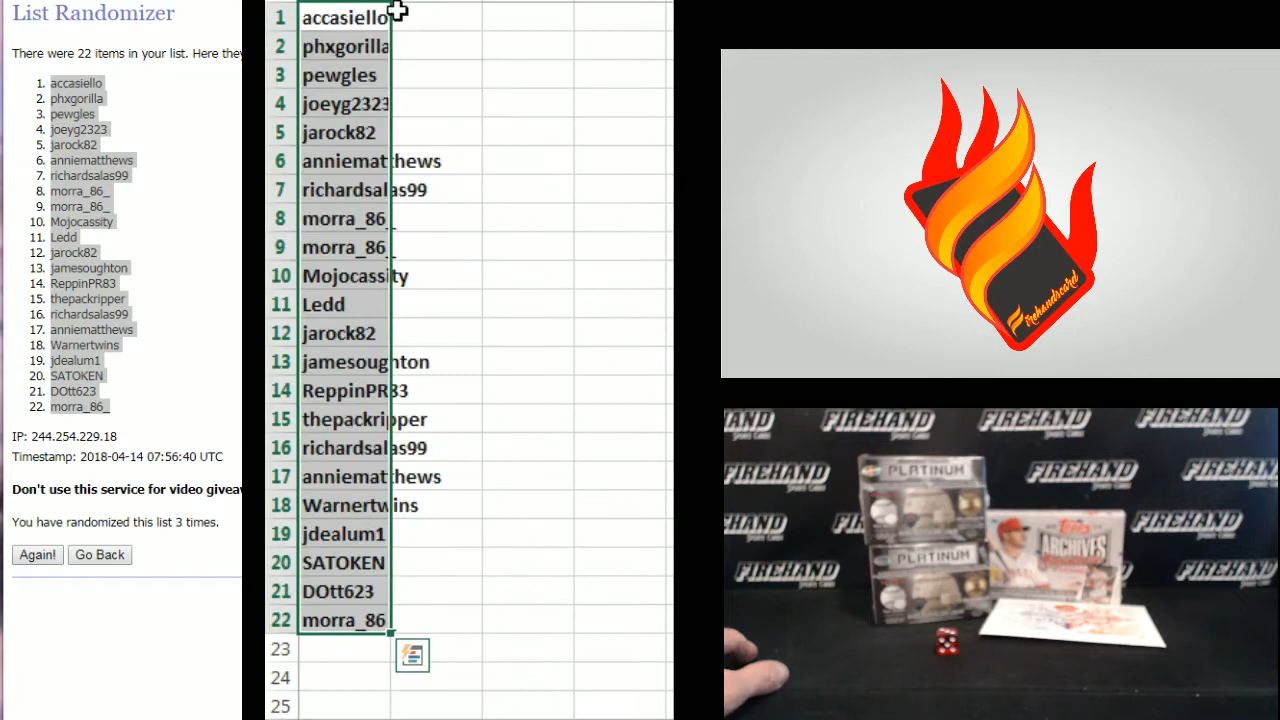 List Randomizer
There were 22 items in your list. Here they
1. accasiello
2. phxgorilla
3. pewgles
4. joeyg2323
5. jarock82
6. anniematthews
7. richardsalas99
8. morra_86_
9. morra_86_
10. Mojocassity
11. Ledd
12. jarock82
13. jamesoughton
14. ReppinPR83
15. thepackripper
16. richardsalas99
17. anniematthews
18. Warnertwins
19. jdealum1
20. SATOKEN
21. DOtt623
22. morra_86_
IP: 244.254.229.18
Timestamp: 2018-04-14 07:56:40 UTC
Don't use this service for video giveaw
You have randomized this list 3 times.
Again! Go Back
1 accasiello
2 phxgorilla
3 pewgles
4 joeyg2323
5 jarock82
6 anniematthews
7 richardsalas99
8 morra_86_
9 morra_86_
10 Mojocassity
11 Ledd
12 jarock82
13 jamesoughton
14 ReppinPR83
15 thepackripper
16 richardsalas99
17 anniematthews
18 Warnertwins
19 jdealum1
20 SATOKEN
21 DOtt623
22 morra_86
23
24
25
Firehandscard
FIREHAND
SPORTS CARDS
FIREHAND
FIREHAND
FIREHAND
FIREHAND
FIREHAND
FIREHAND
PLATINUM
PLATINUM
Topps
ARCHIVES